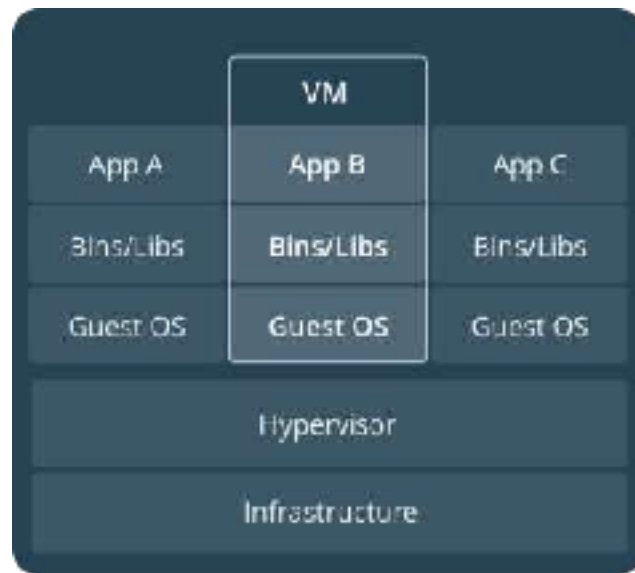 VM
App A App B App C
Bins/Libs Bins/Libs Bins/Libs
Guest OS Guest OS Guest OS
Hypervisor
Infrastructure